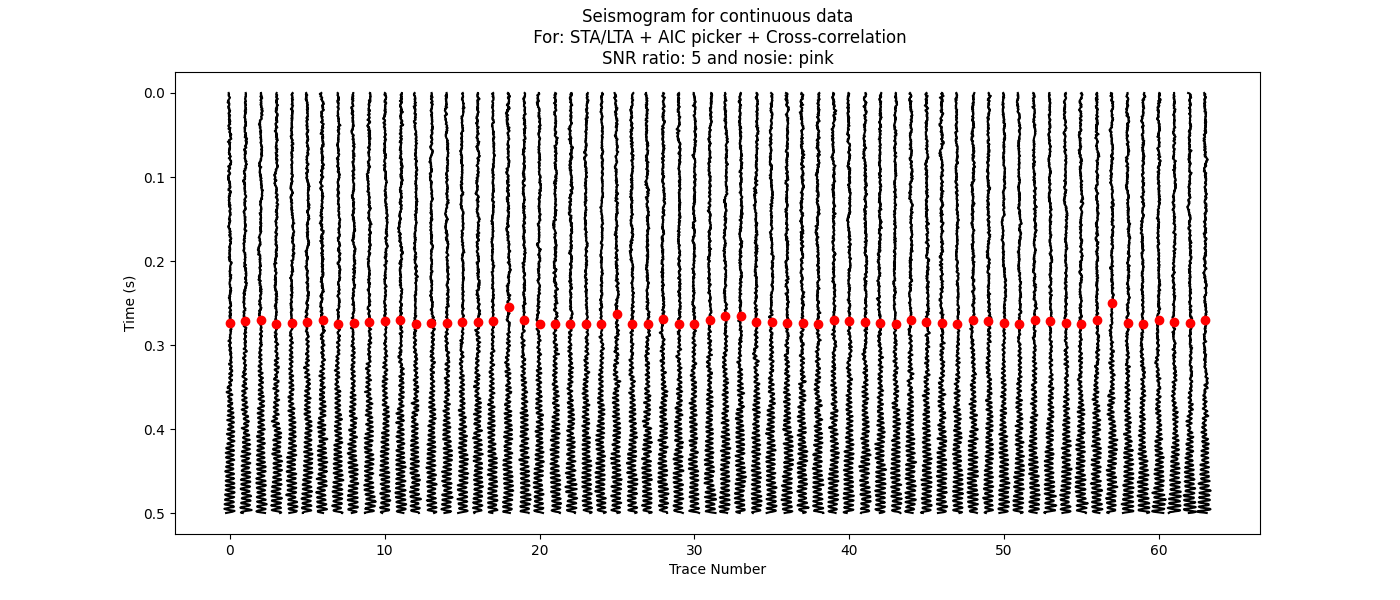 Seismogram for continuous data
For: STA/LTA + AIC picker + Cross-correlation
SNR ratio: 5 and nosie: pink
0.0
0.1
0.2
0.3
0.4
0.5
Time (s)
0 10 20 30 40 50 60
Trace Number